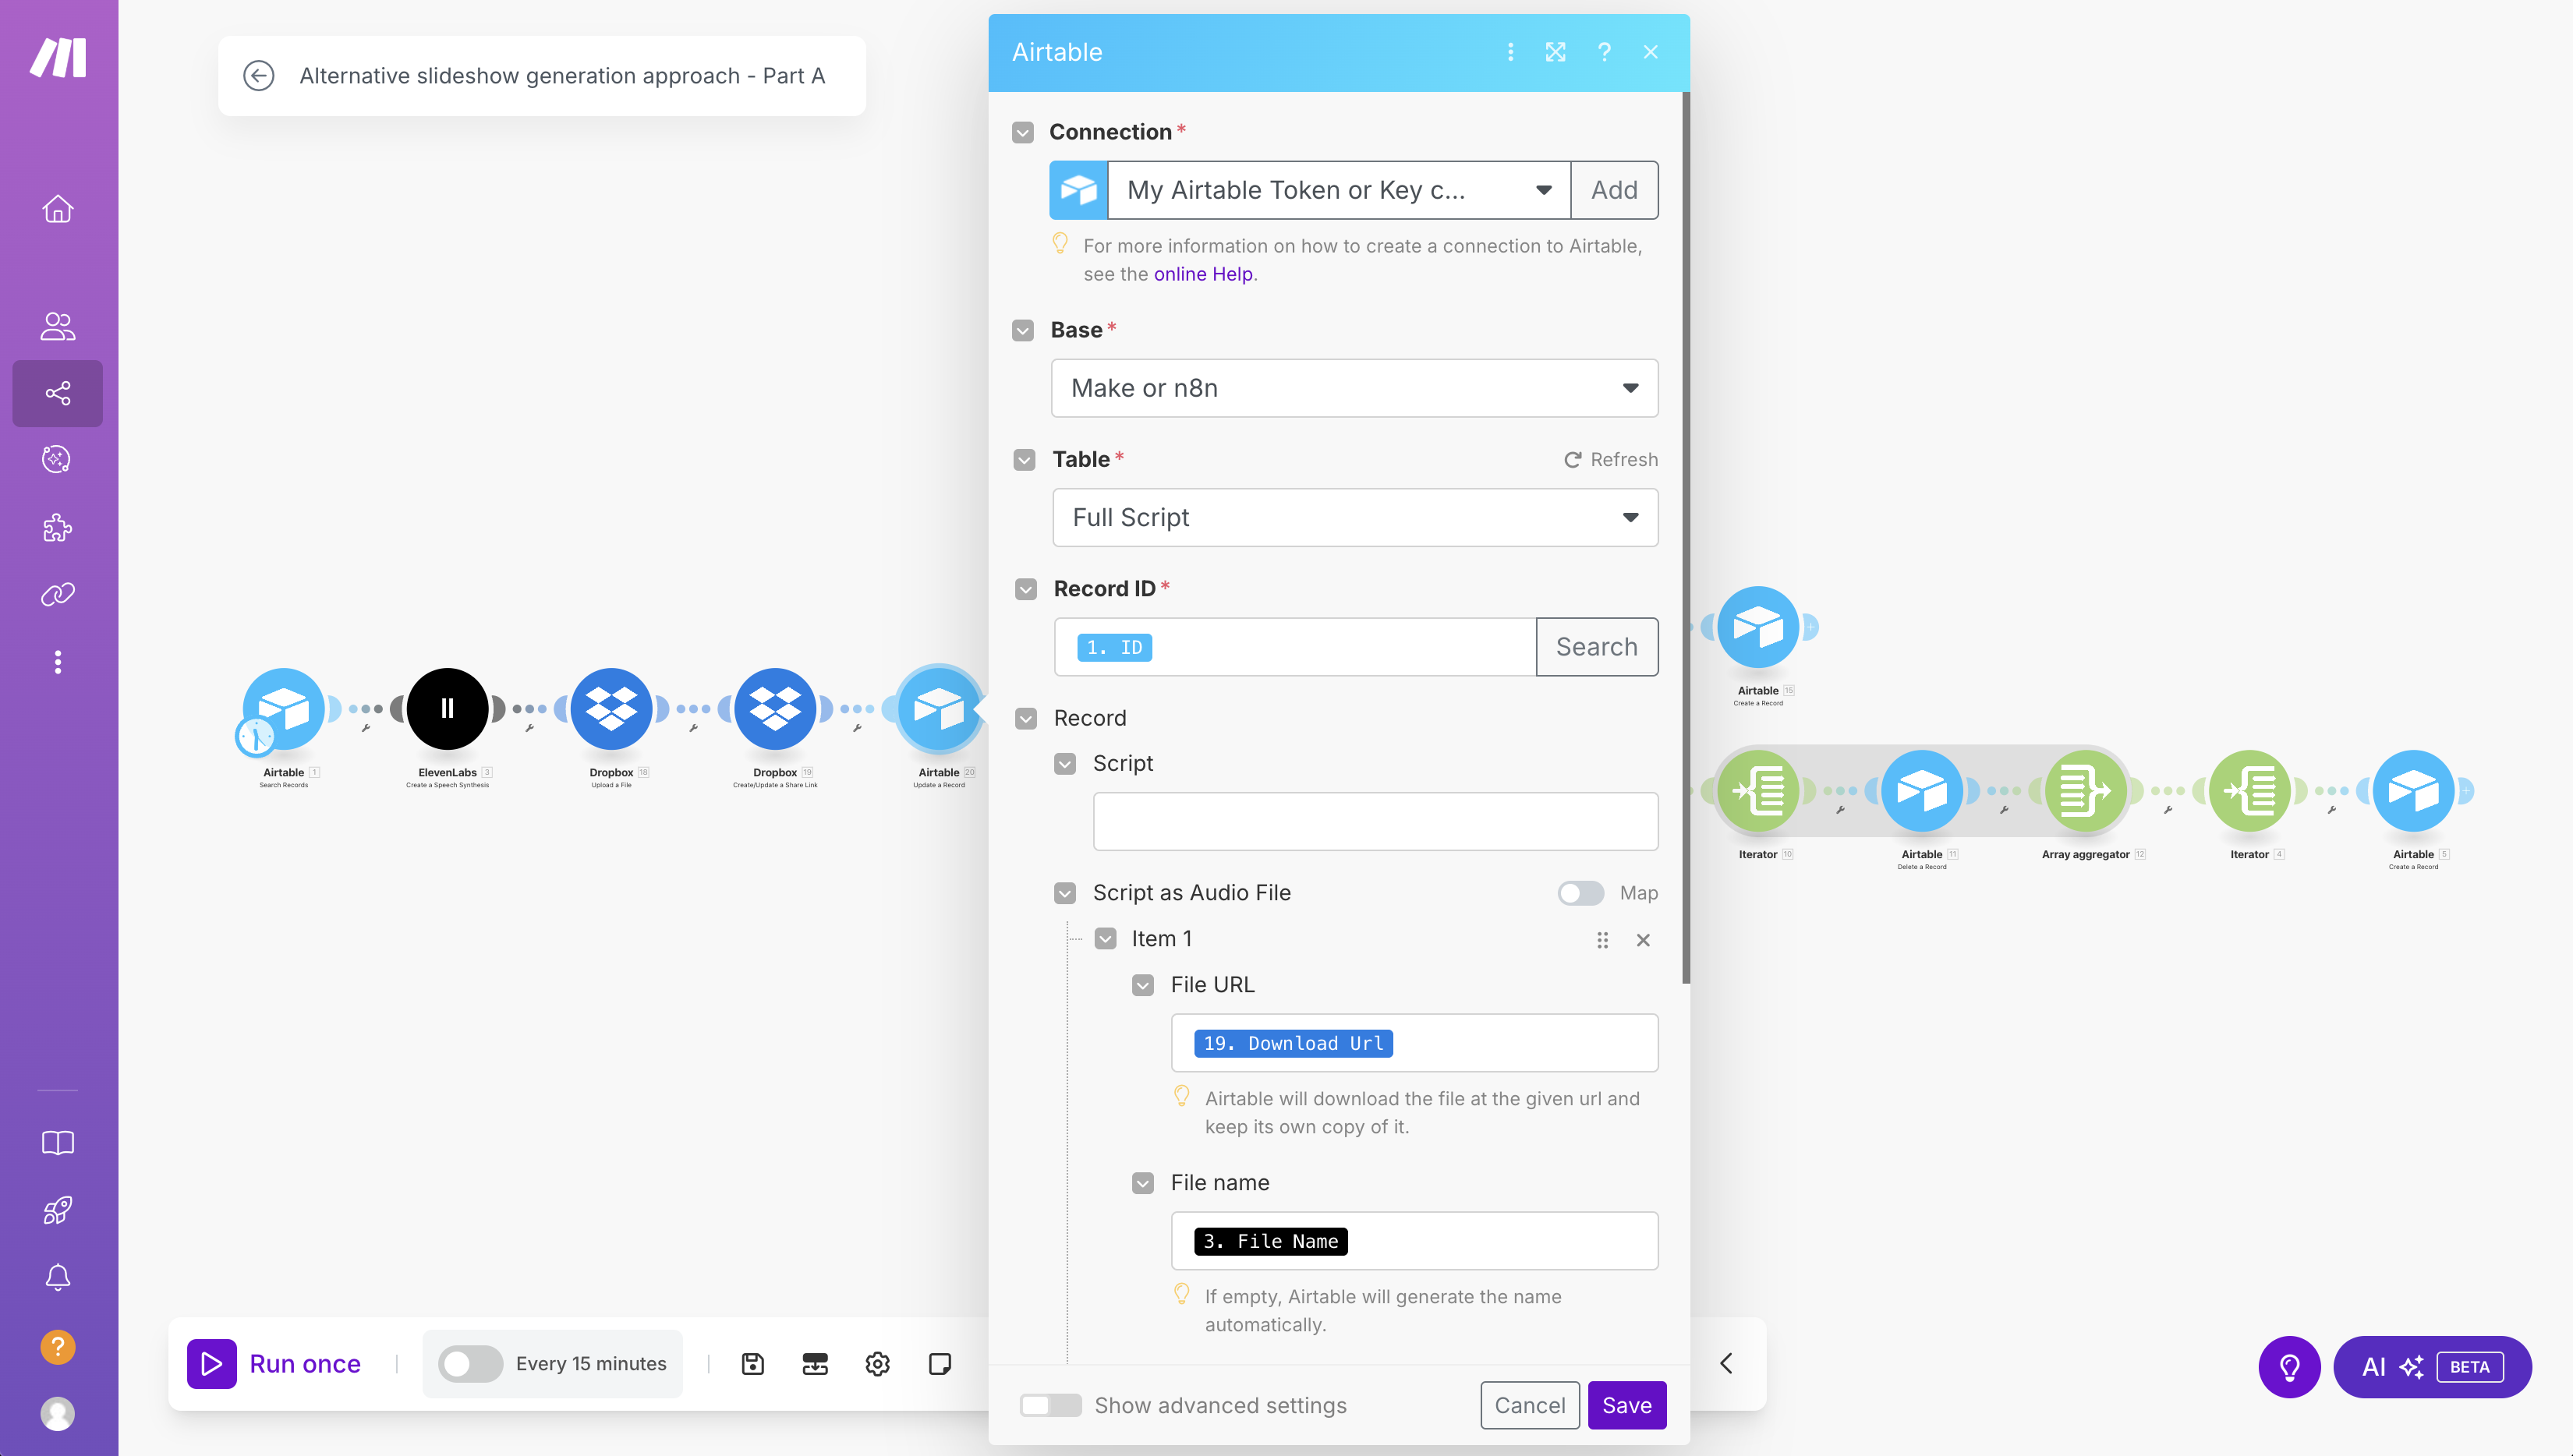 Alternative slideshow generation approach - Part A
Airtable
?
Connection *
My Airtable Token or Key c...
Add
For more information on how to create a connection to Airtable,
see the online Help.
Base *
Make or n8n
Table *
Refresh
Full Script
Record ID *
1. ID
Search
Record
Script
Script as Audio File
Map
Item 1
File URL
19. Download Url
Airtable will download the file at the given url and
keep its own copy of it.
File name
3. File Name
If empty, Airtable will generate the name
automatically.
Show advanced settings
Cancel
Save
Airtable 1
Search Records
ElevenLabs 3
Create a Speech Synthesis
Dropbox 18
Upload a File
Dropbox 19
Create/Update a Share Link
Airtable 20
Update a Record
Airtable 15
Create a Record
Iterator 10
Airtable 11
Delete a Record
Array aggregator 12
Iterator 4
Airtable 5
Create a Record
?
Run once
Every 15 minutes
AI
BETA